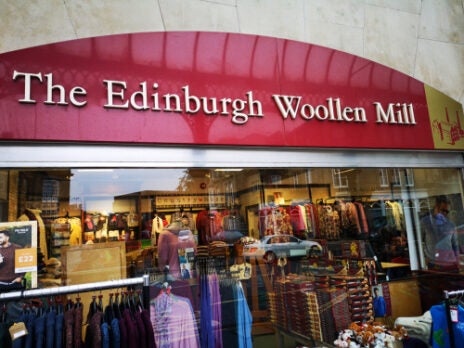 The Edinburgh Woollen Mill
£22